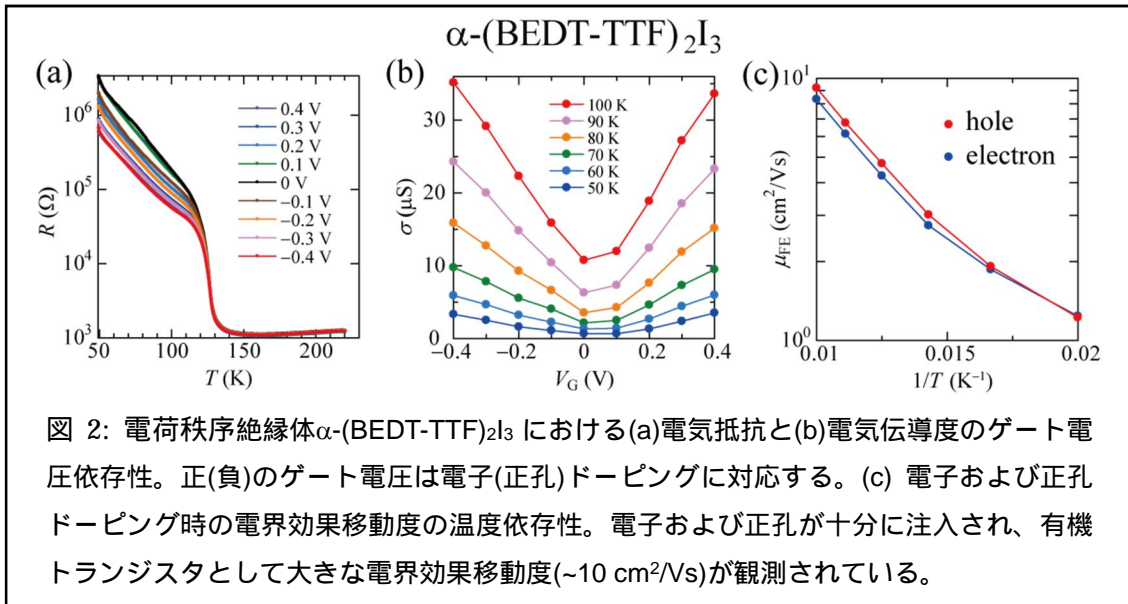 α-(BEDT-TTF)₂I₃
(a)
10⁶
10⁵
10⁴
10³
R (Ω)
50
100
150
200
T (K)
0.4 V
0.3 V
0.2 V
0.1 V
0 V
−0.1 V
−0.2 V
−0.3 V
−0.4 V
(b)
30
20
10
0
σ (μS)
−0.4
−0.2
0
0.2
0.4
V_G (V)
100 K
90 K
80 K
70 K
60 K
50 K
(c)
10¹
10⁰
μ_FE (cm²/Vs)
0.01
0.015
0.02
1/T (K⁻¹)
hole
electron
図 2: 電荷秩序絶縁体α-(BEDT-TTF)₂I₃ における(a)電気抵抗と(b)電気伝導度のゲート電
圧依存性。正(負)のゲート電圧は電子(正孔)ドーピングに対応する。(c) 電子および正孔
ドーピング時の電界効果移動度の温度依存性。電子および正孔が十分に注入され、有機
トランジスタとして大きな電界効果移動度(~10 cm²/Vs)が観測されている。